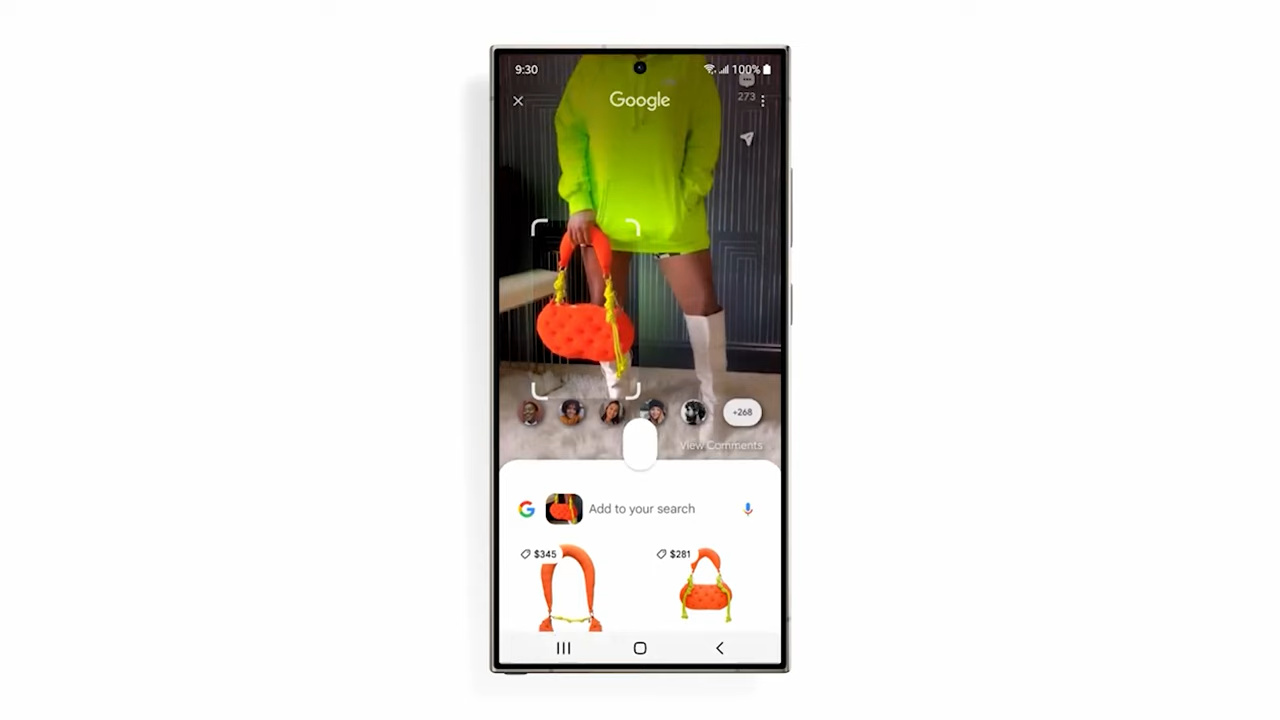 9:30
100%
Google
273
+268
View Comments
G
Add to your search
$345
$281